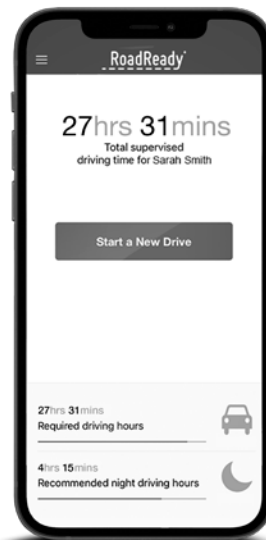 RoadReady
27hrs 31mins
Total supervised
driving time for Sarah Smith
Start a New Drive
27hrs 31mins
Required driving hours
4hrs 15mins
Recommended night driving hours